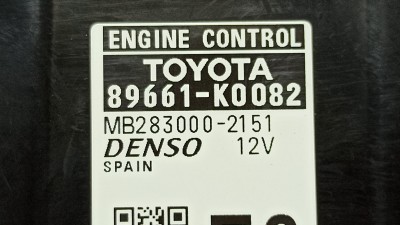 ENGINE CONTROL
TOYOTA
89661-K0082
MB283000-2151
DENSO 12V
SPAIN